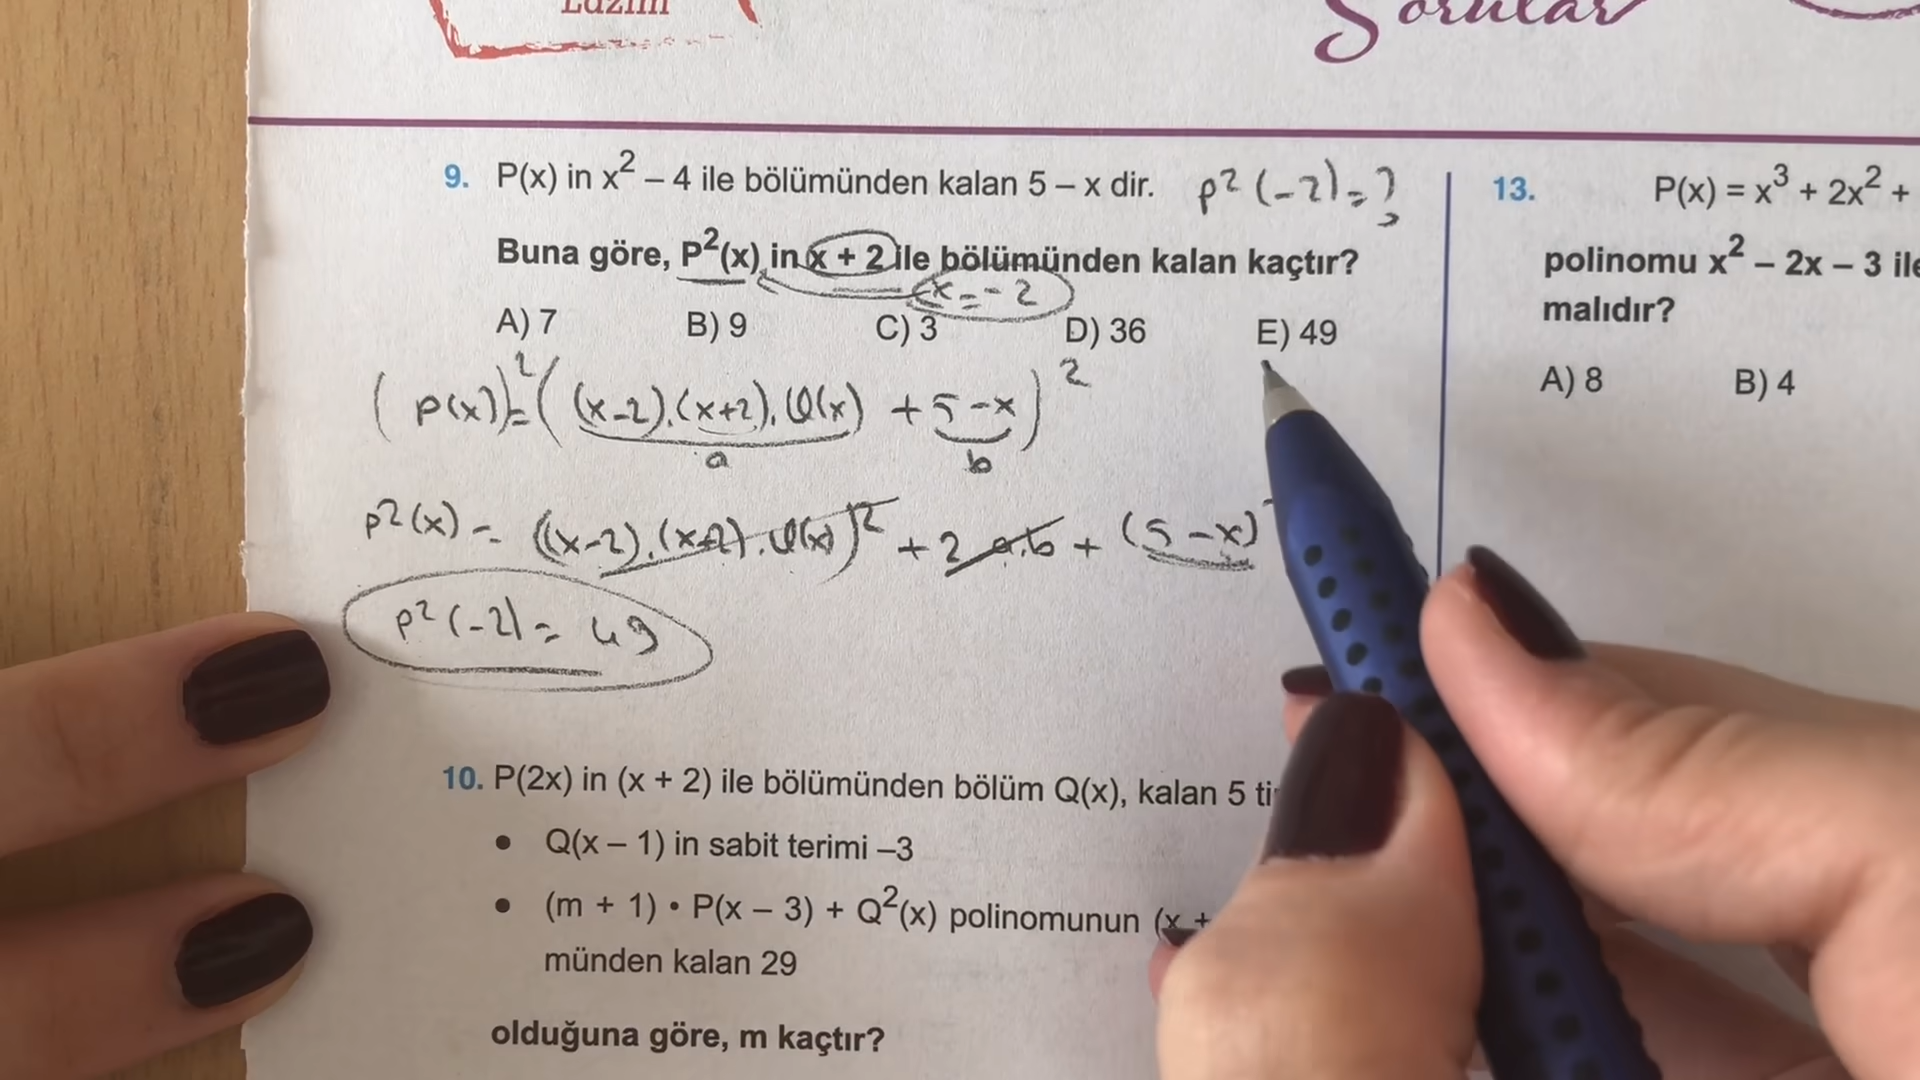 Lazım
Sorular
9. P(x) in x² – 4 ile bölümünden kalan 5 – x dir. P²(-2) = ?
Buna göre, P²(x) in x + 2 ile bölümünden kalan kaçtır?
x = -2
A) 7 B) 9 C) 3 D) 36 E) 49
(P(x))² = ((x-2).(x+2).Q(x) + 5-x)²
a b
P²(x) = ((x-2).(x+2).Q(x))² + 2a.b + (5-x)
P²(-2) = 49
10. P(2x) in (x + 2) ile bölümünden bölüm Q(x), kalan 5
• Q(x – 1) in sabit terimi –3
• (m + 1) • P(x – 3) + Q²(x) polinomunun (x +
münden kalan 29
olduğuna göre, m kaçtır?
13. P(x) = x³ + 2x² +
polinomu x² – 2x – 3 ile
malıdır?
A) 8 B) 4